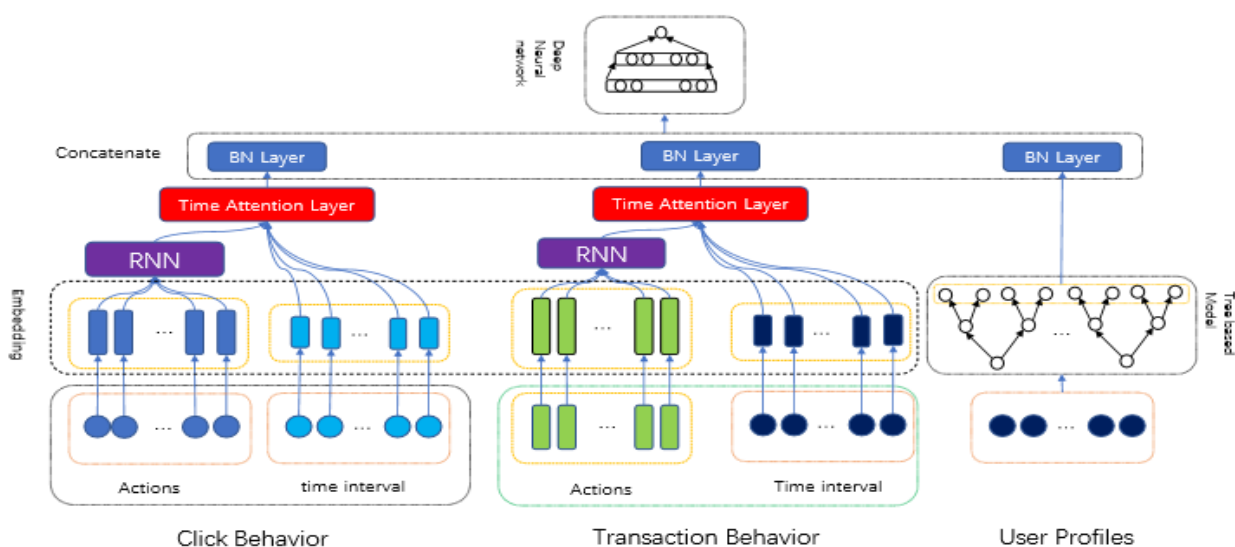 Deep
Neural
network
Concatenate
BN Layer
BN Layer
BN Layer
Time Attention Layer
Time Attention Layer
RNN
RNN
Embedding
...
...
...
...
...
Tree based
Model
...
...
...
...
...
Actions
time interval
Actions
Time interval
Click Behavior
Transaction Behavior
User Profiles